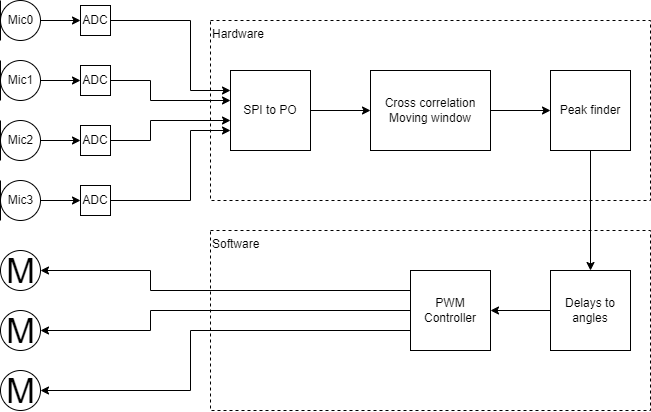 Mic0
ADC
Hardware
Mic1
ADC
SPI to PO
Cross correlation
Moving window
Peak finder
Mic2
ADC
Mic3
ADC
Software
M
M
M
PWM
Controller
Delays to
angles